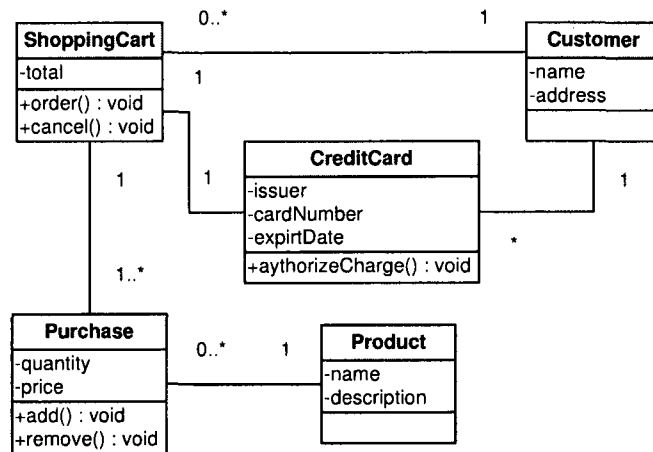 0..*
1
ShoppingCart
-total
+order() : void
+cancel() : void
Customer
-name
-address
1
1
CreditCard
-issuer
-cardNumber
-expirtDate
+aythorizeCharge() : void
1
*
1
1..*
Purchase
-quantity
-price
+add() : void
+remove() : void
0..*
1
Product
-name
-description